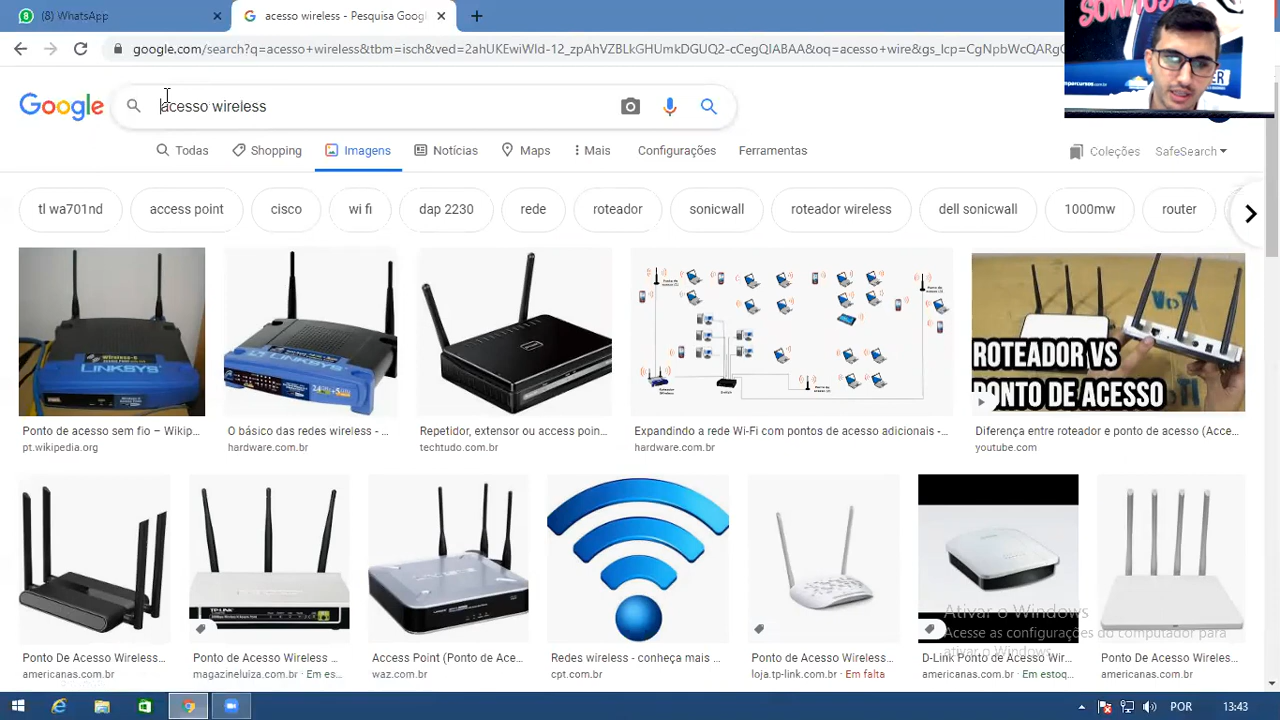 (8) WhatsApp
acesso wireless - Pesquisa Googl
google.com/search?q=acesso+wireless&tbm=isch&ved=2ahUKEwiWld-12_zpAhVZBLkGHUmkDGUQ2-cCegQIABAA&oq=acesso+wire&gs_lcp=CgNpbWcQARg
SONHOS
Google
acesso wireless
Todas
Shopping
Imagens
Notícias
Maps
Mais
Configurações
Ferramentas
Coleções
SafeSearch
tl wa701nd
access point
cisco
wi fi
dap 2230
rede
roteador
sonicwall
roteador wireless
dell sonicwall
1000mw
router
LINKSYS
ROTEADOR VS
PONTO DE ACESSO
Ponto de acesso sem fio – Wikip...
pt.wikipedia.org
O básico das redes wireless - ...
hardware.com.br
Repetidor, extensor ou access poin...
techtudo.com.br
Expandindo a rede Wi-Fi com pontos de acesso adicionais -...
hardware.com.br
Diferença entre roteador e ponto de acesso (Acce...
youtube.com
TP-LINK
Ponto De Acesso Wireless...
americanas.com.br
Ponto de Acesso Wireless ...
magazineluiza.com.br · Em es...
Access Point (Ponto de Ace...
waz.com.br
Redes wireless - conheça mais ...
cpt.com.br
Ponto de Acesso Wireless...
loja.tp-link.com.br · Em falta
D-Link Ponto de Acesso Wir...
americanas.com.br · Em estoq...
Ponto De Acesso Wireles...
americanas.com.br
Ativar o Windows
Acesse as configurações do computador para
ativar o Windows.
POR
13:43